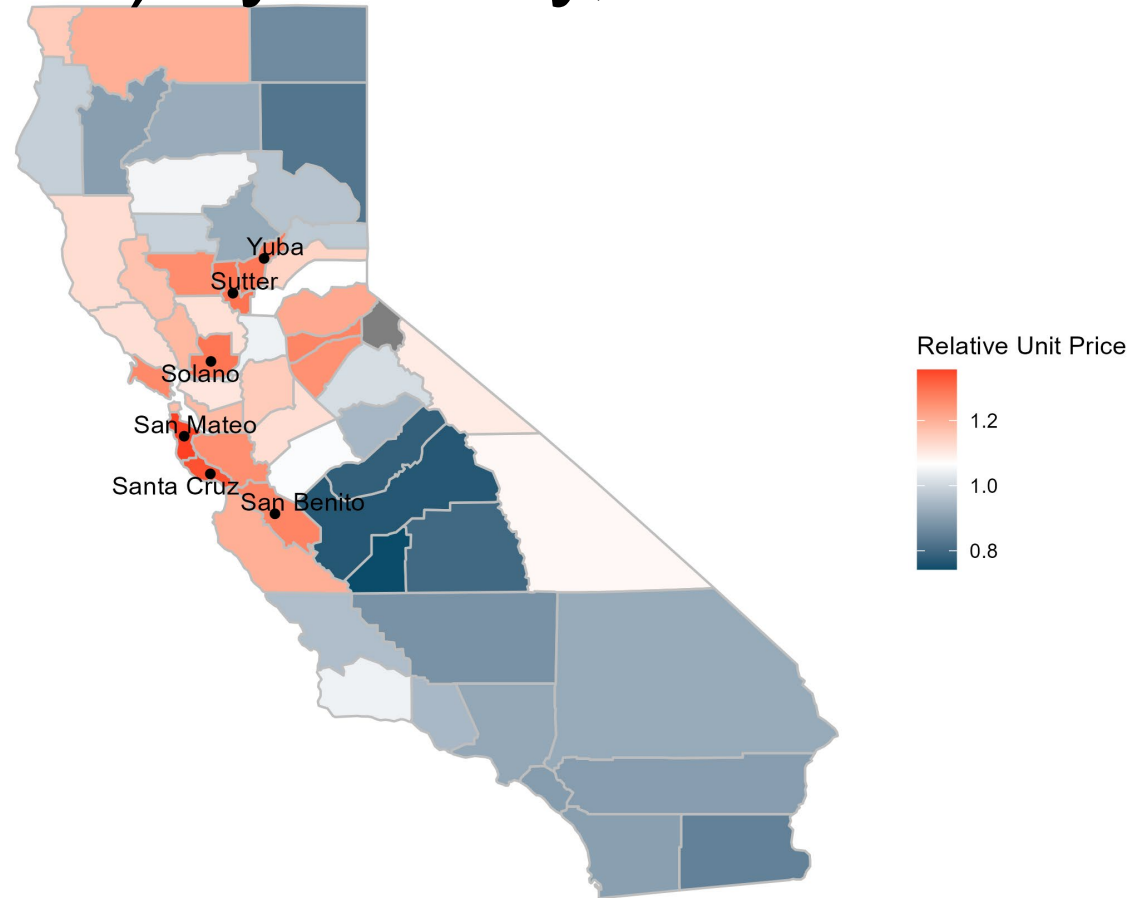 Yuba
Sutter
Solano
San Mateo
Santa Cruz
San Benito
Relative Unit Price
1.2
1.0
0.8